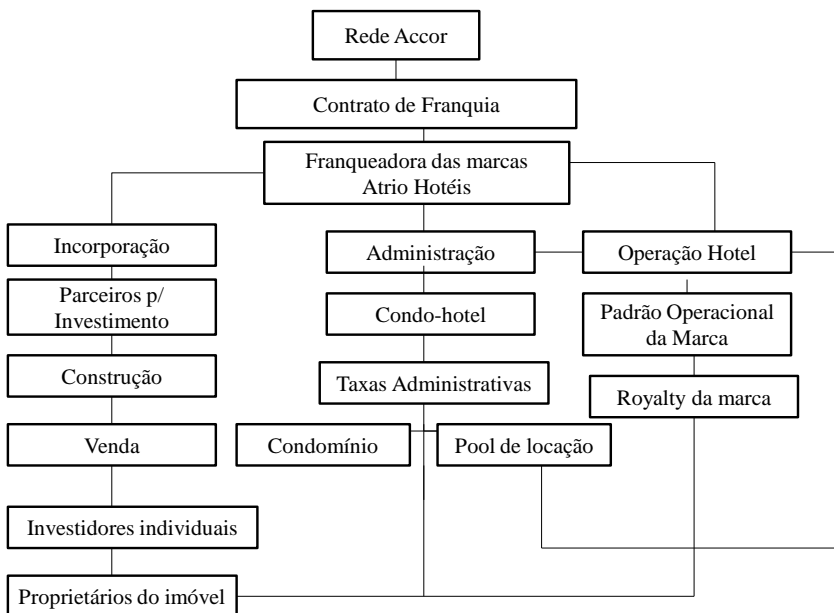 Rede Accor
Contrato de Franquia
Franqueadora das marcas
Atrio Hotéis
Incorporação
Administração
Operação Hotel
Parceiros p/
Investimento
Condo-hotel
Padrão Operacional
da Marca
Construção
Taxas Administrativas
Royalty da marca
Venda
Condomínio
Pool de locação
Investidores individuais
Proprietários do imóvel